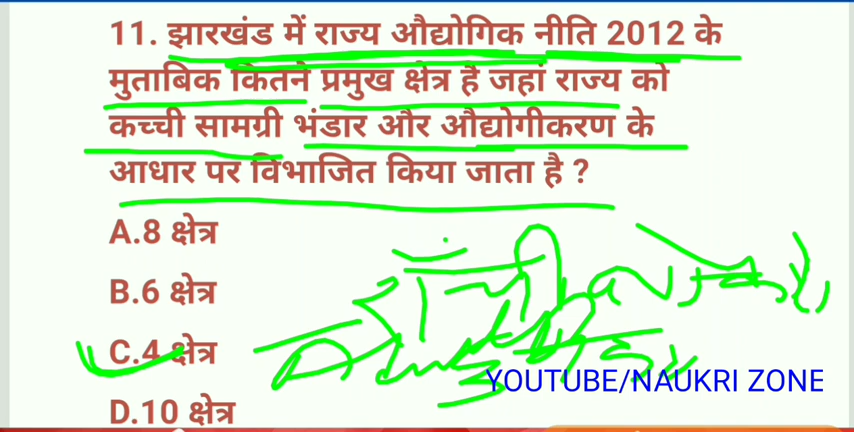 11. झारखंड में राज्य औद्योगिक नीति 2012 के
मुताबिक कितने प्रमुख क्षेत्र है जहां राज्य को
कच्ची सामग्री भंडार और औद्योगीकरण के
आधार पर विभाजित किया जाता है ?
A.8 क्षेत्र
B.6 क्षेत्र
C.4 क्षेत्र
D.10 क्षेत्र
YOUTUBE/NAUKRI ZONE